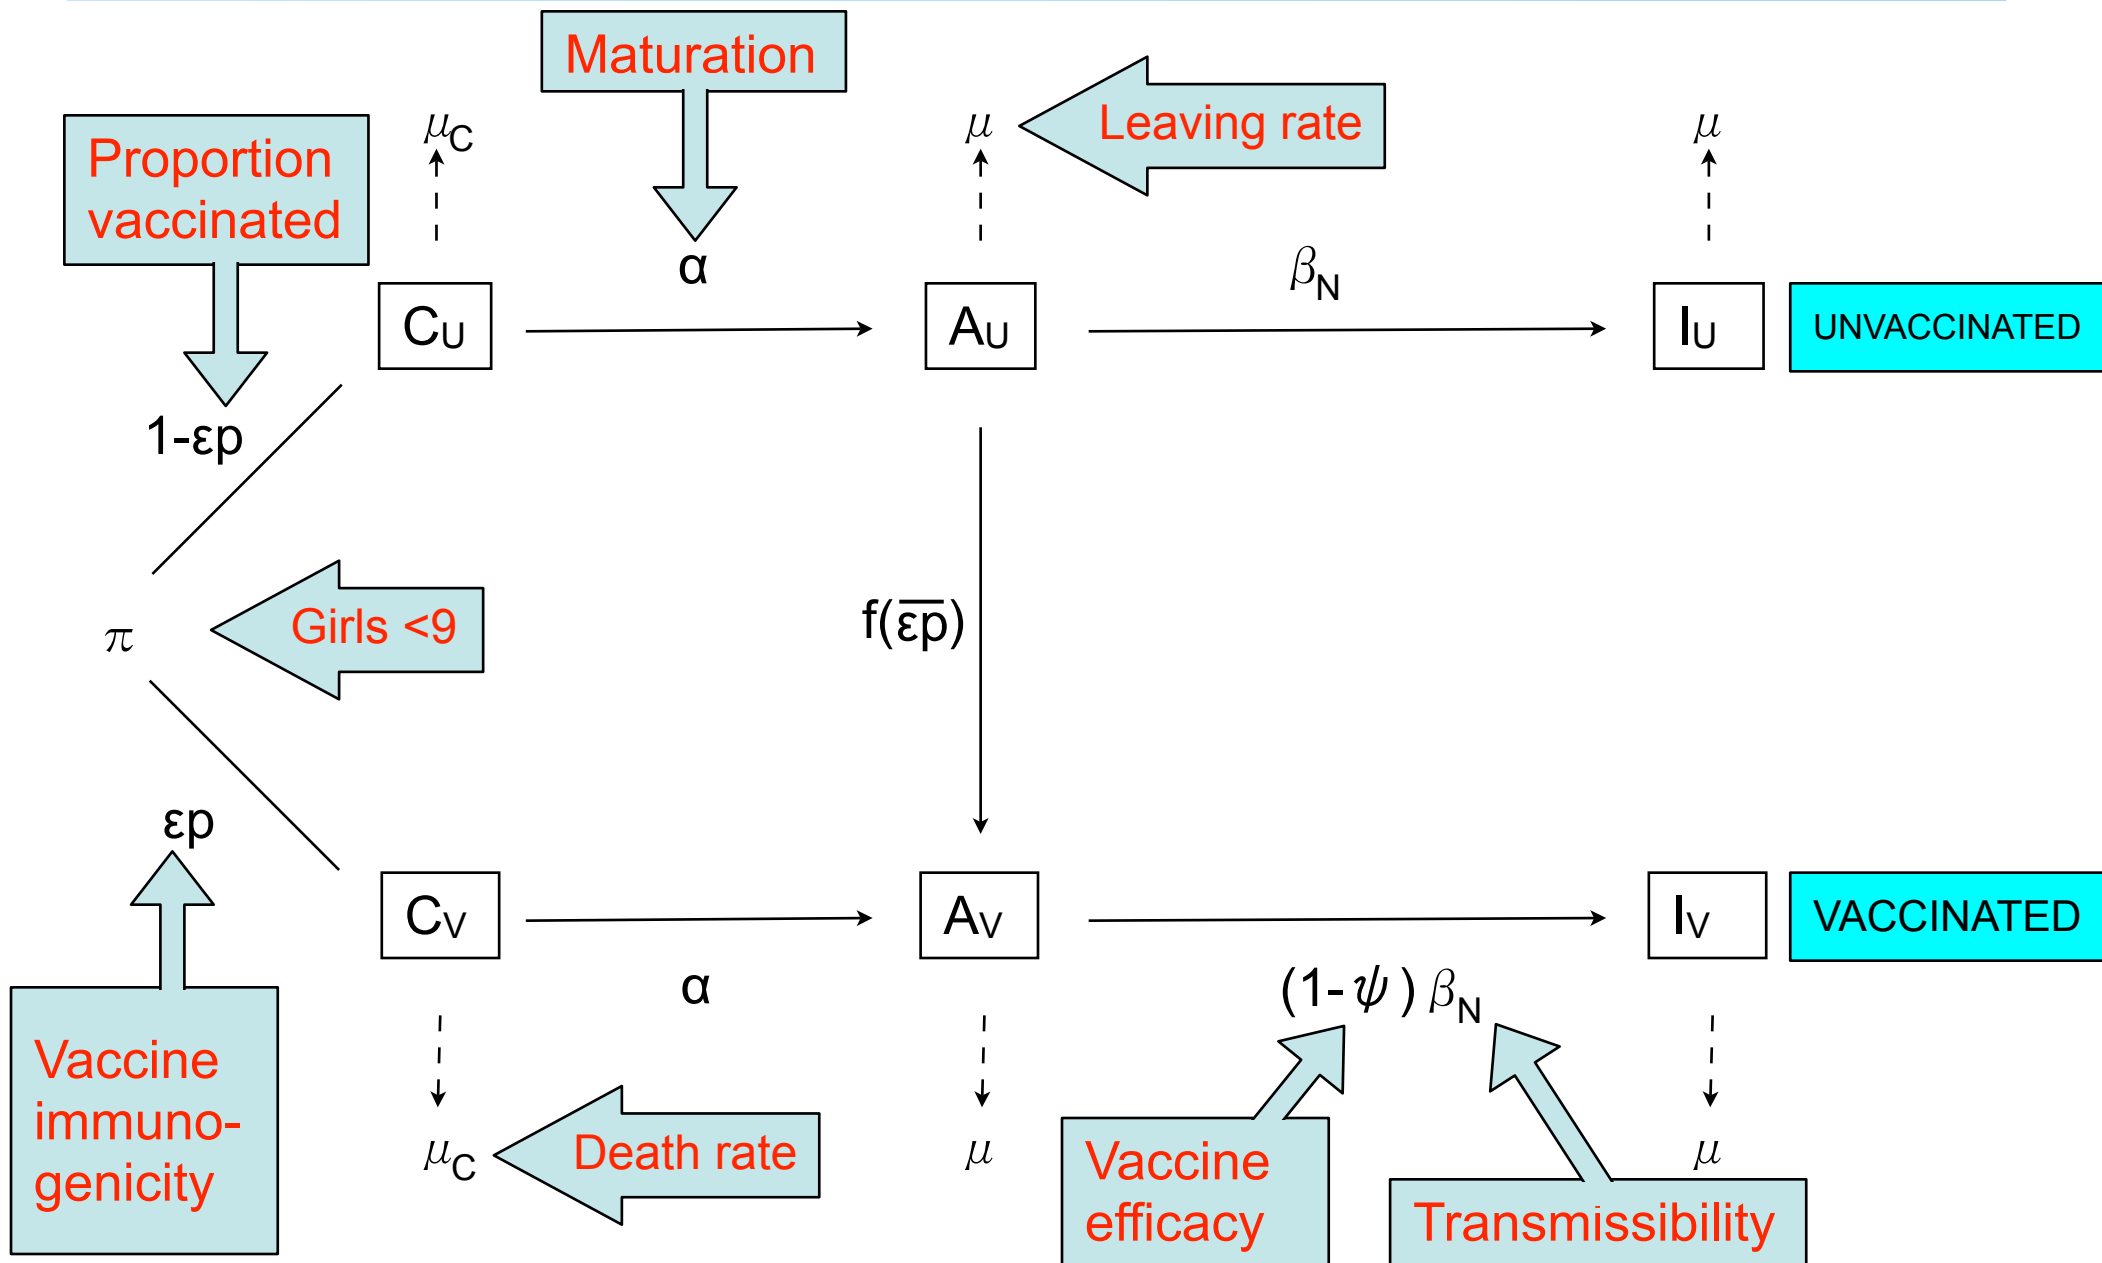 Maturation
Proportion
vaccinated
μC
μ
Leaving rate
μ
α
βN
CU
AU
IU
UNVACCINATED
1-εp
π
Girls <9
f(ε̅p̅)
εp
CV
AV
IV
VACCINATED
α
(1-ψ) βN
Vaccine
immuno-
genicity
μC
Death rate
μ
Vaccine
efficacy
μ
Transmissibility